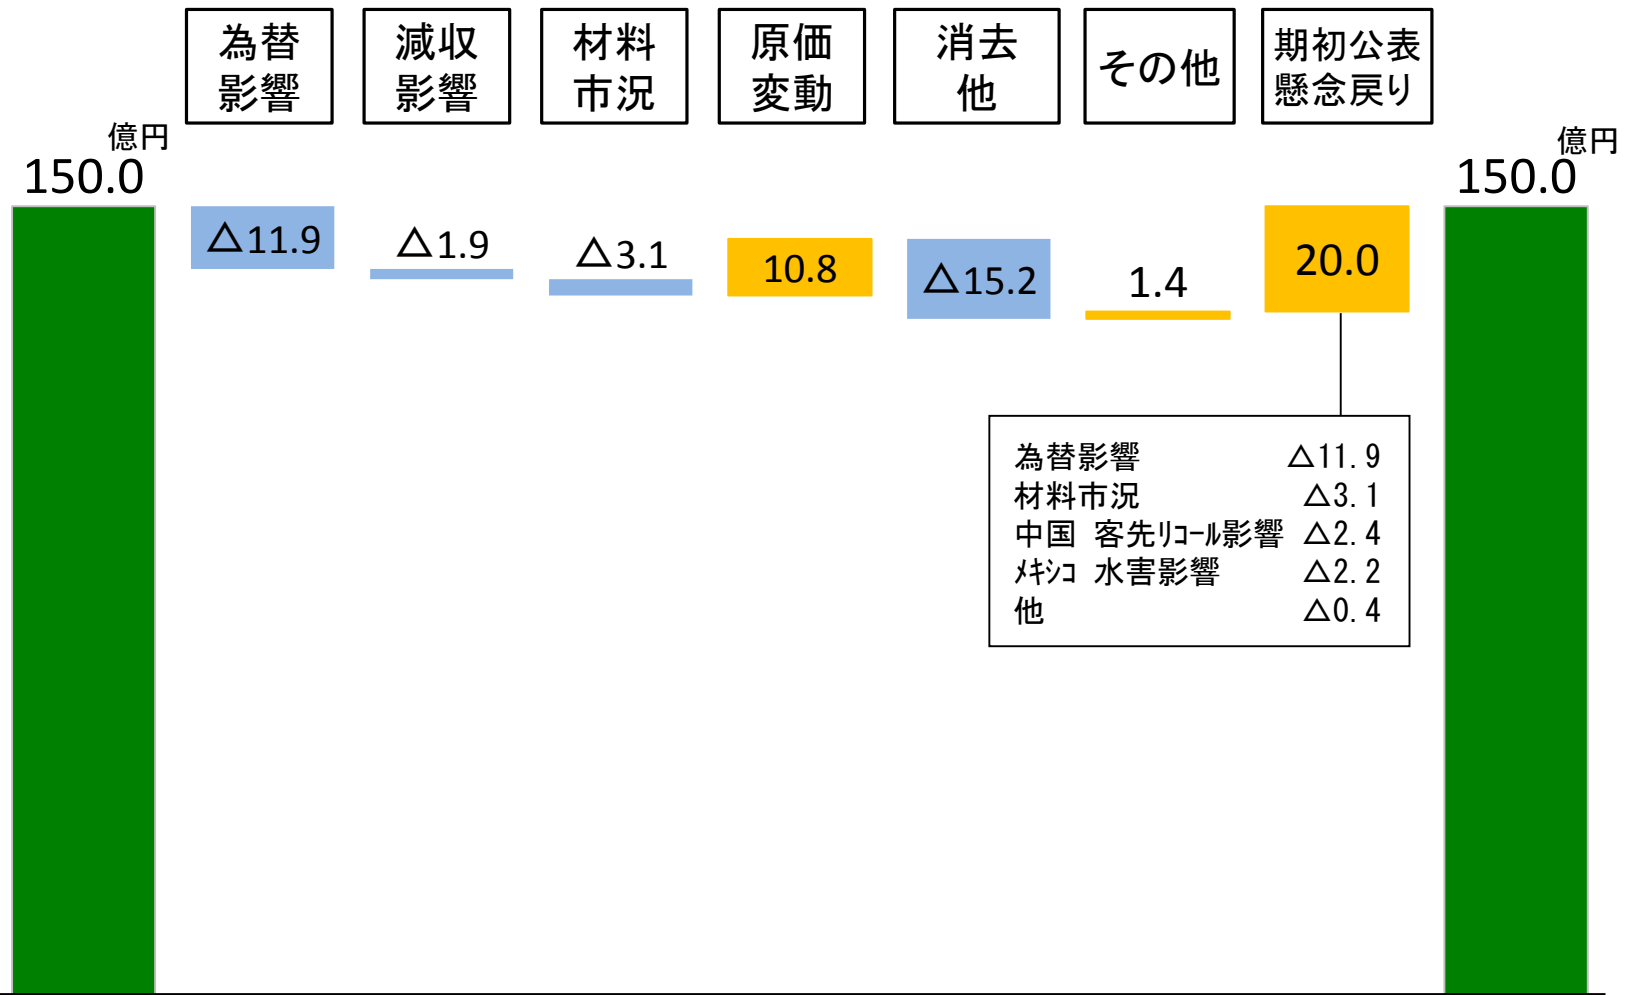 為替
影響
減収
影響
材料
市況
原価
変動
消去
他
その他
期初公表
懸念戻り
億円
150.0
△11.9
△1.9
△3.1
10.8
△15.2
1.4
20.0
億円
150.0
為替影響 △11.9
材料市況 △3.1
中国 客先ﾘｺｰﾙ影響 △2.4
ﾒｷｼｺ 水害影響 △2.2
他 △0.4